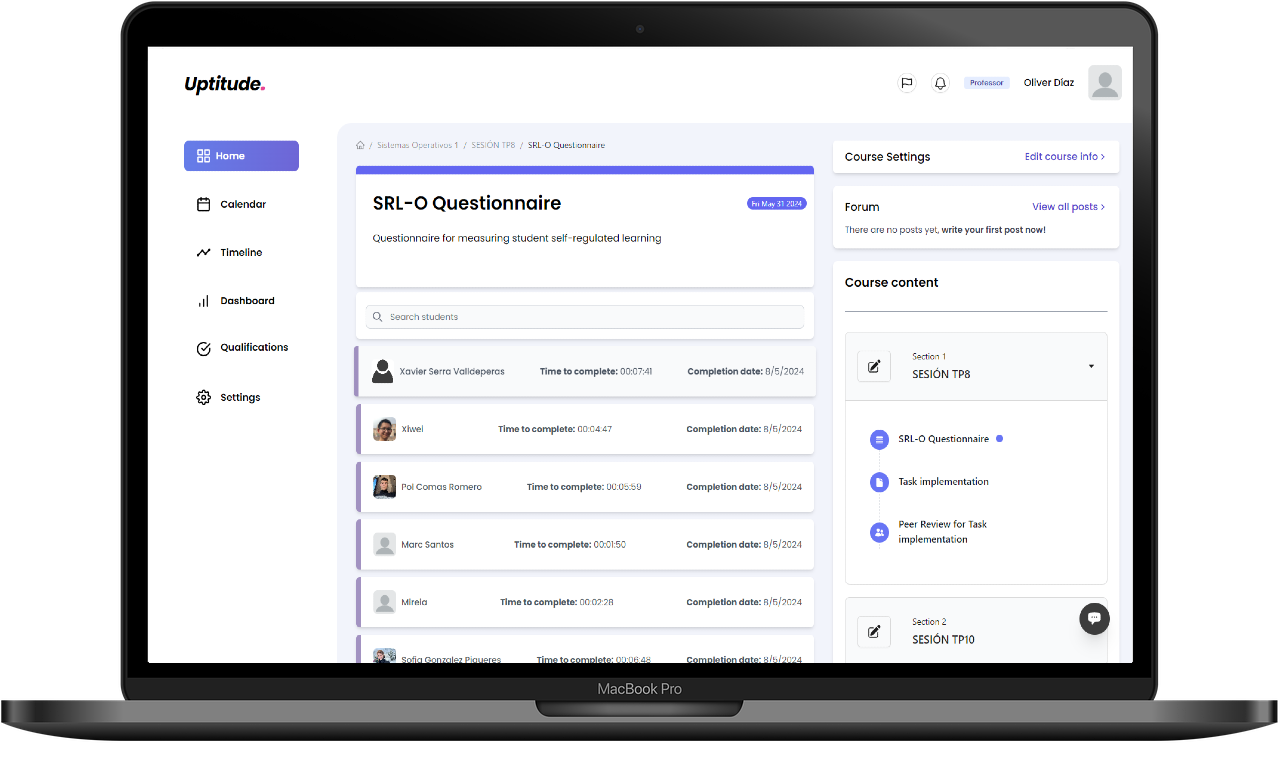 Uptitude.
Professor
Oliver Díaz
Home
Calendar
Timeline
Dashboard
Qualifications
Settings
/ Sistemas Operativos 1 / SESIÓN TP8 / SRL-O Questionnaire
SRL-O Questionnaire
Fri May 31 2024
Questionnaire for measuring student self-regulated learning
Search students
Xavier Serra Valldeperas Time to complete: 00:07:41 Completion date: 8/5/2024
Xiwei Time to complete: 00:04:47 Completion date: 8/5/2024
Pol Comas Romero Time to complete: 00:05:59 Completion date: 8/5/2024
Marc Santos Time to complete: 00:01:50 Completion date: 8/5/2024
Mireia Time to complete: 00:02:28 Completion date: 8/5/2024
Sofia Gonzalez Piqueres Time to complete: 00:06:48 Completion date: 8/5/2024
Course Settings
Edit course info >
Forum
View all posts >
There are no posts yet, write your first post now!
Course content
Section 1
SESIÓN TP8
SRL-O Questionnaire
Task implementation
Peer Review for Task
implementation
Section 2
SESIÓN TP10
MacBook Pro